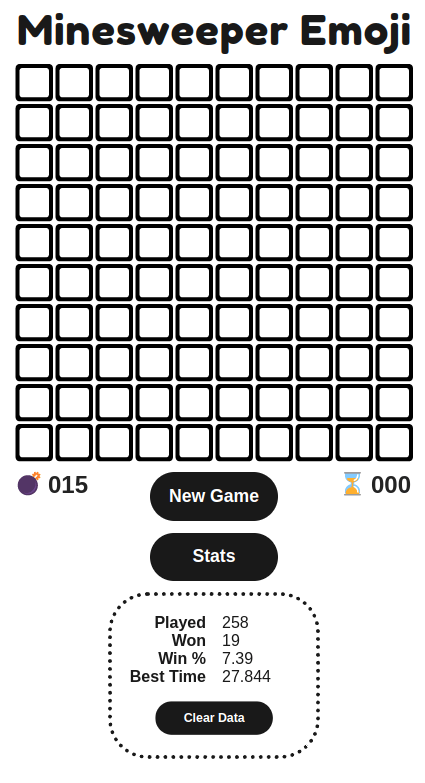 Minesweeper Emoji
015
000
New Game
Stats
Played 258
Won 19
Win % 7.39
Best Time 27.844
Clear Data